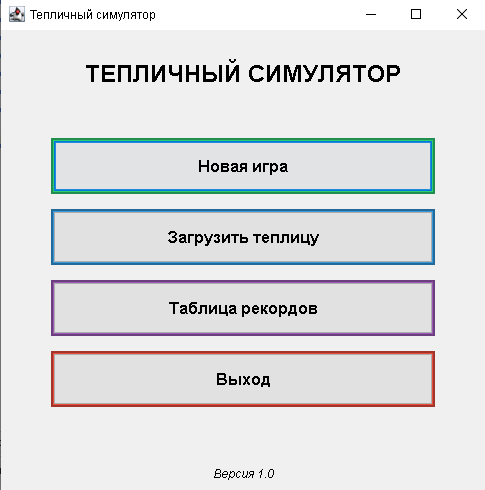 Тепличный симулятор
ТЕПЛИЧНЫЙ СИМУЛЯТОР
Новая игра
Загрузить теплицу
Таблица рекордов
Выход
Версия 1.0